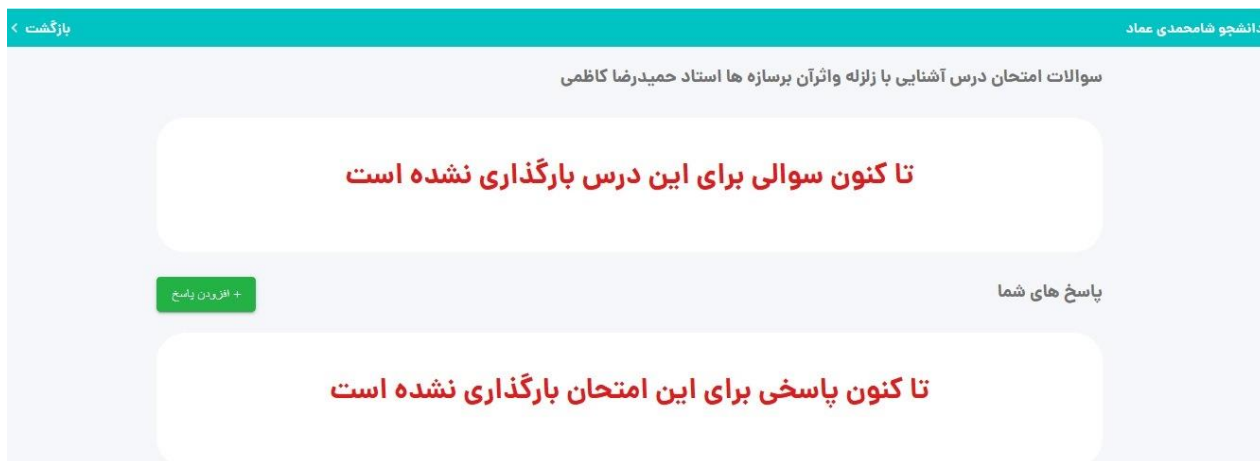 دانشجو شامحمدی عماد
بازگشت >
سوالات امتحان درس آشنایی با زلزله واثرآن برسازه ها استاد حمیدرضا کاظمی
تا کنون سوالی برای این درس بارگذاری نشده است
پاسخ های شما
+ افزودن پاسخ
تا کنون پاسخی برای این امتحان بارگذاری نشده است